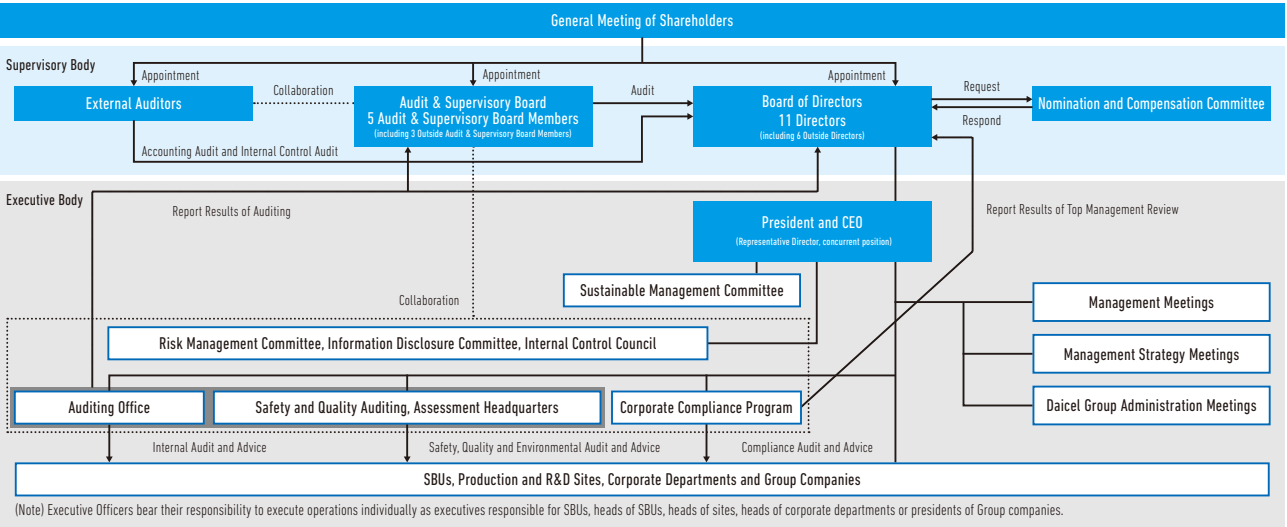 General Meeting of Shareholders
Supervisory Body
Appointment
Appointment
Appointment
External Auditors
Collaboration
Audit & Supervisory Board
5 Audit & Supervisory Board Members
(including 3 Outside Audit & Supervisory Board Members)
Audit
Board of Directors
11 Directors
(including 6 Outside Directors)
Request
Respond
Nomination and Compensation Committee
Accounting Audit and Internal Control Audit
Executive Body
Report Results of Auditing
President and CEO
(Representative Director, concurrent position)
Report Results of Top Management Review
Sustainable Management Committee
Collaboration
Management Meetings
Risk Management Committee, Information Disclosure Committee, Internal Control Council
Management Strategy Meetings
Auditing Office
Safety and Quality Auditing, Assessment Headquarters
Corporate Compliance Program
Daicel Group Administration Meetings
Internal Audit and Advice
Safety, Quality and Environmental Audit and Advice
Compliance Audit and Advice
SBUs, Production and R&D Sites, Corporate Departments and Group Companies
(Note) Executive Officers bear their responsibility to execute operations individually as executives responsible for SBUs, heads of SBUs, heads of sites, heads of corporate departments or presidents of Group companies.